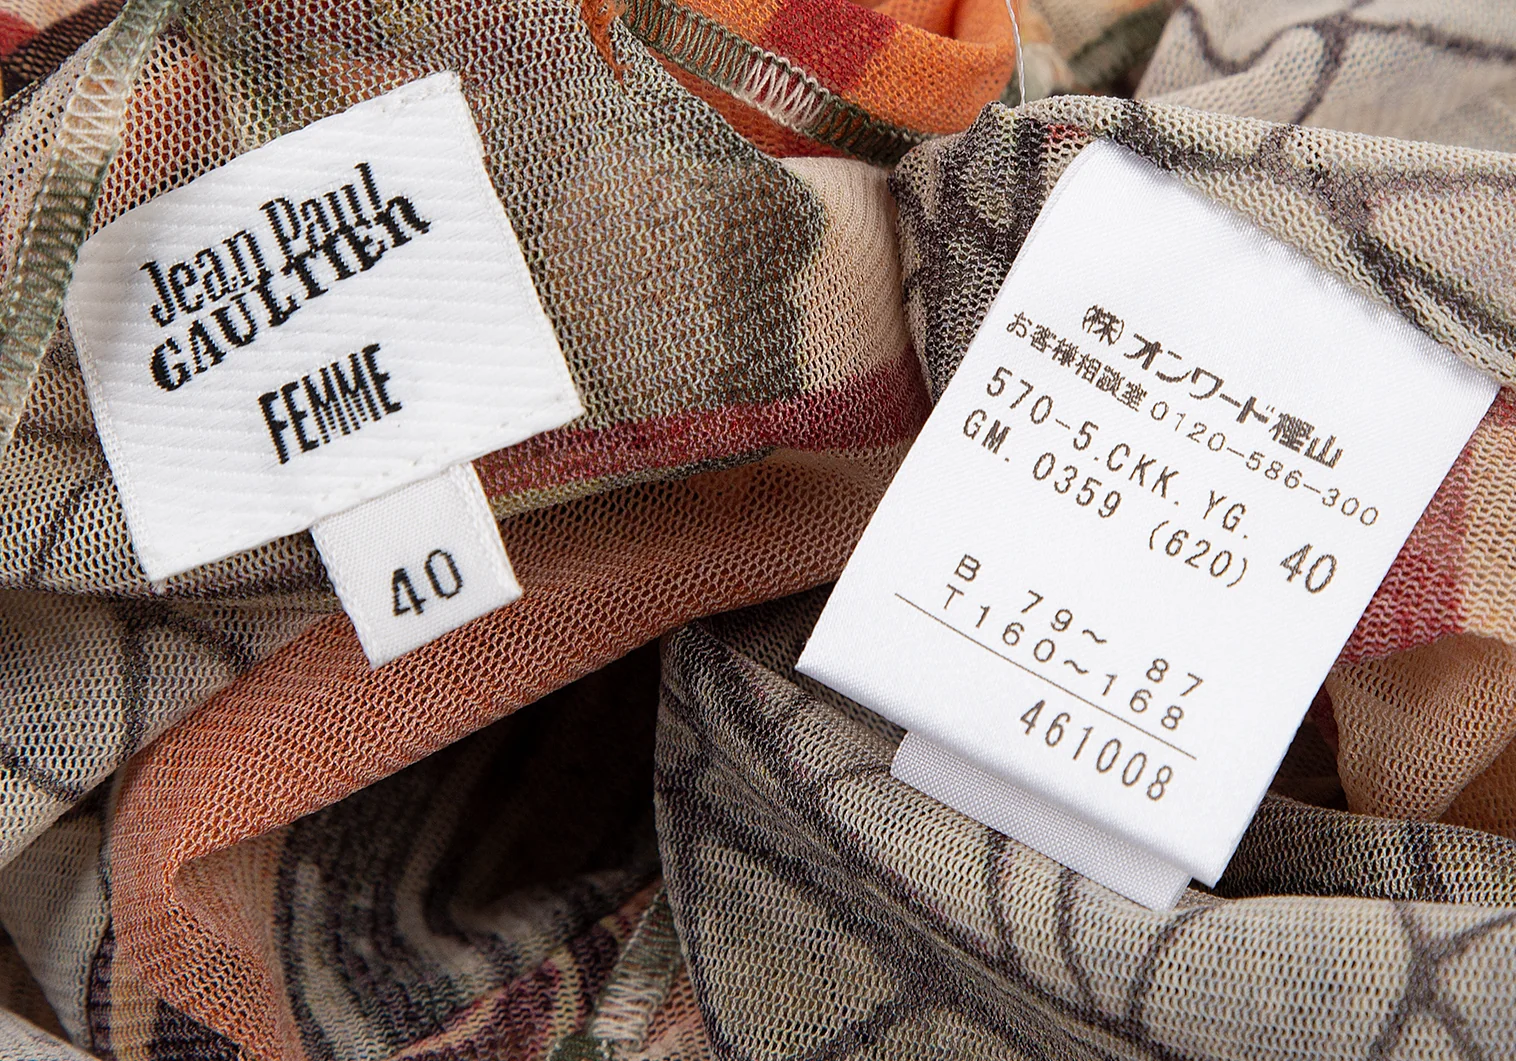 Jean Paul
GAULTIER
FEMME
40
㈱オンワード樫山
お客様相談室 0120-586-300
570-5.CKK. YG.
GM. 0359 (620) 40
B 79~ 87
T160~168
461008